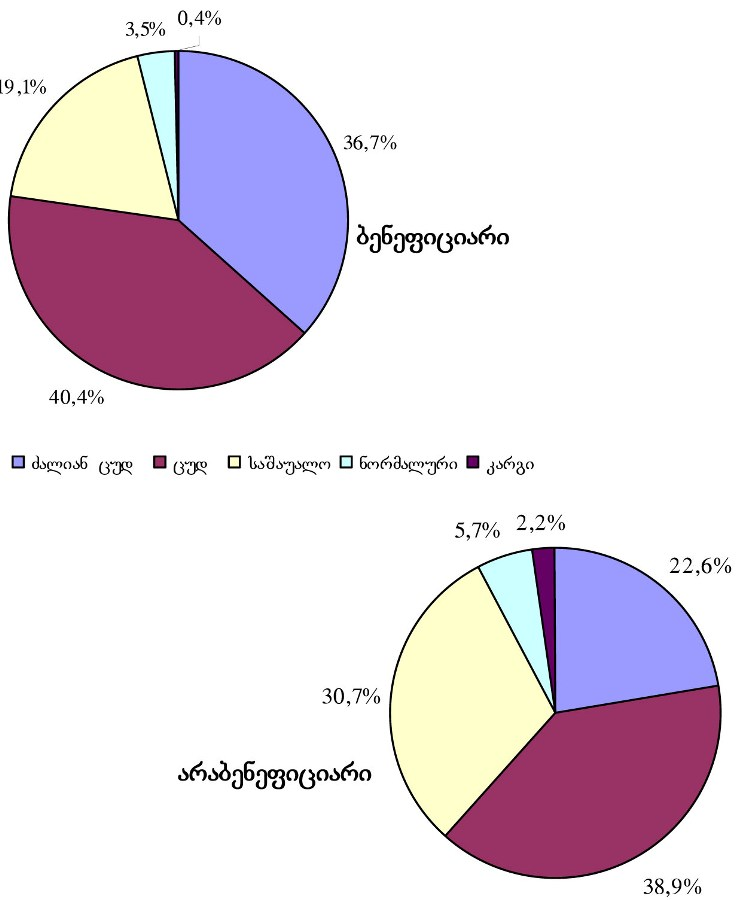 3,5% 0,4%
19,1%
36,7%
ბენეფიციარი
40,4%
ძალიან ცუდ ცუდ საშაუალო ნორმალური კარგი
5,7% 2,2%
22,6%
30,7%
არაბენეფიციარი
38,9%